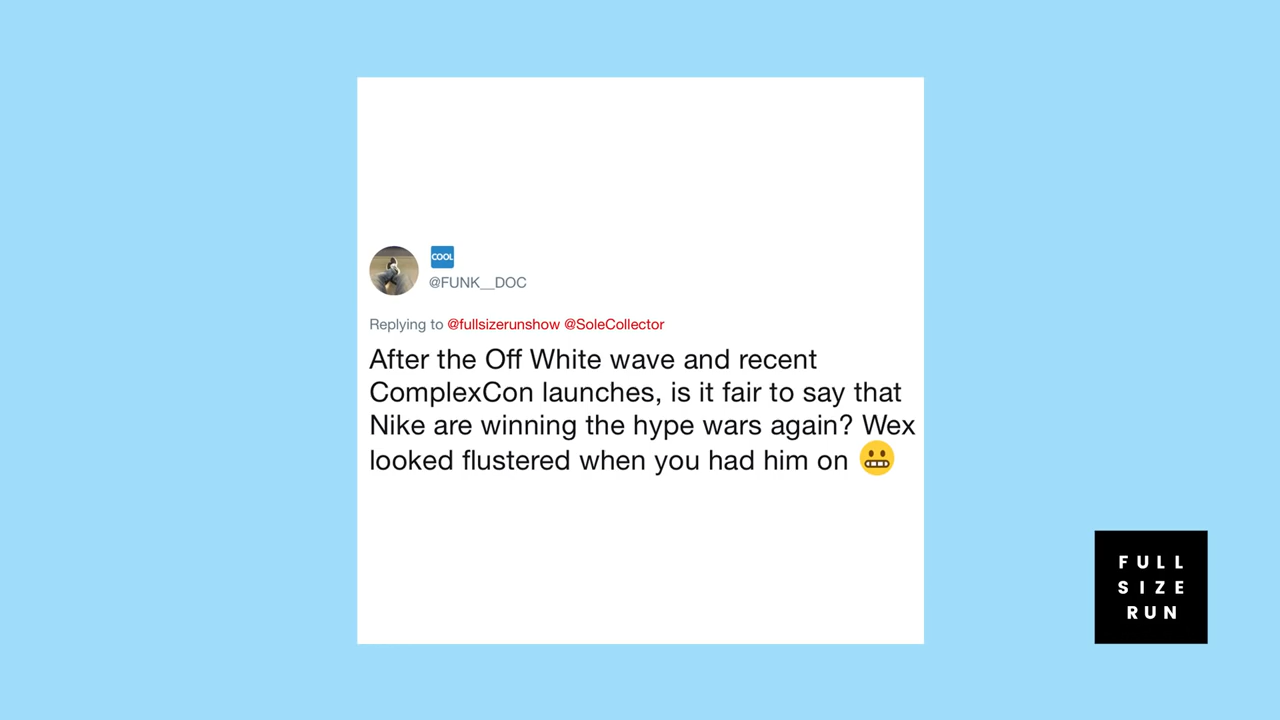 COOL
@FUNK__DOC
Replying to @fullsizerunshow @SoleCollector
After the Off White wave and recent
ComplexCon launches, is it fair to say that
Nike are winning the hype wars again? Wex
looked flustered when you had him on 😬
FULL
SIZE
RUN